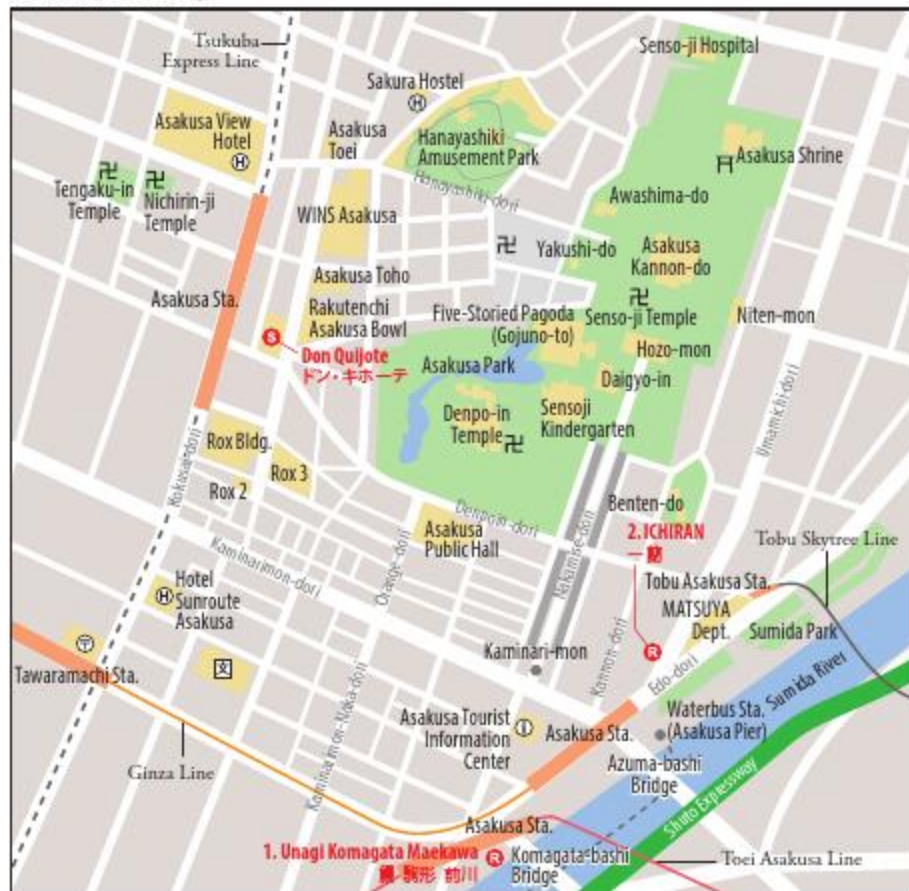 Tsukuba
Express Line
Senso-ji Hospital
Sakura Hostel
Asakusa View
Hotel
Asakusa
Toei
Hanayashiki
Amusement Park
Asakusa Shrine
Tengaku-in
Temple
Nichirin-ji
Temple
Hanayashiki-dori
Awashima-do
WINS Asakusa
Yakushi-do
Asakusa
Kannon-do
Asakusa Sta.
Asakusa Toho
Rakutenchi
Asakusa Bowl
Five-Storied Pagoda
(Gojuno-to)
Senso-ji Temple
Niten-mon
Don Quijote
ドン・キホーテ
Asakusa Park
Hozo-mon
Daigyo-in
Denpo-in
Temple
Sensoji
Kindergarten
Umamichi-dori
Rox Bldg.
Rox 3
Rox 2
Kokusai-dori
Asakusa
Public Hall
Denpoin-dori
Benten-do
2. ICHIRAN
一蘭
Tobu Skytree Line
Kaminarimon-dori
Orange-dori
Nakamise-dori
Tobu Asakusa Sta.
MATSUYA
Dept.
Sumida Park
Hotel
Sunroute
Asakusa
文
Kaminari-mon
Kannon-dori
Edo-dori
Sumida River
Tawaramachi Sta.
Asakusa Tourist
Information
Center
Asakusa Sta.
Waterbus Sta.
(Asakusa Pier)
Ginza Line
Kaminarimon-Naka-dori
Azuma-bashi
Bridge
Shuto Expressway
Asakusa Sta.
1. Unagi Komagata Maekawa
駒形 前川
Komagata-bashi
Bridge
Toei Asakusa Line